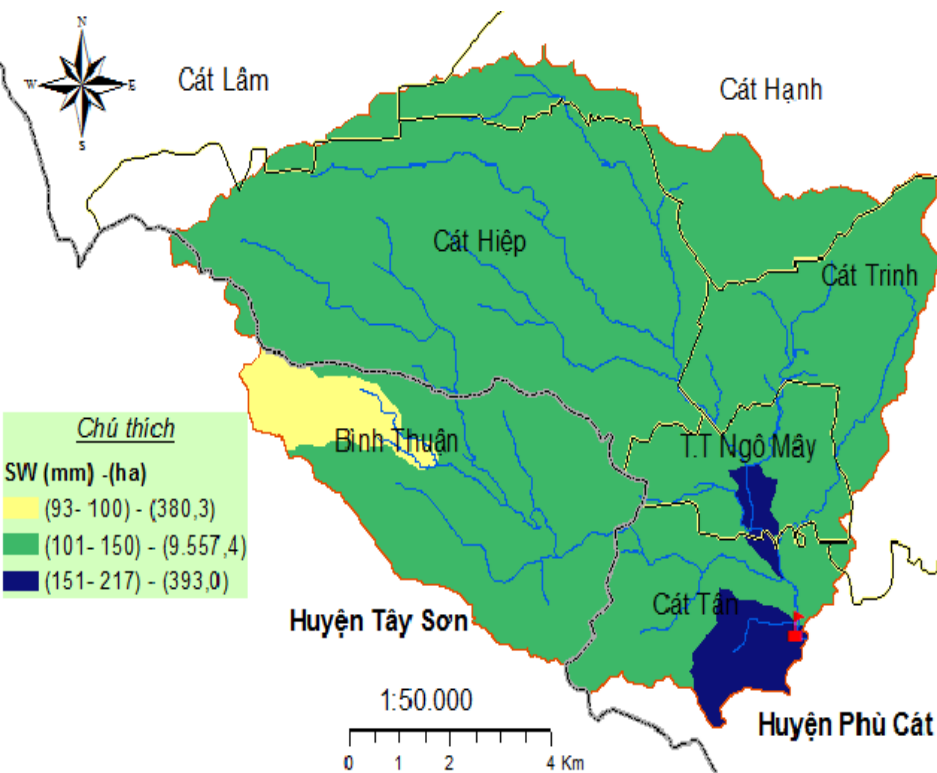 N
W
E
S
Cát Lâm
Cát Hạnh
Cát Hiệp
Cát Trinh
Chú thích
SW (mm) -(ha)
(93- 100) - (380,3)
(101- 150) - (9.557,4)
(151- 217) - (393,0)
Bình Thuận
T.T Ngô Mây
Cát Tân
Huyện Tây Sơn
1:50.000
Huyện Phù Cát
0 1 2 4 Km